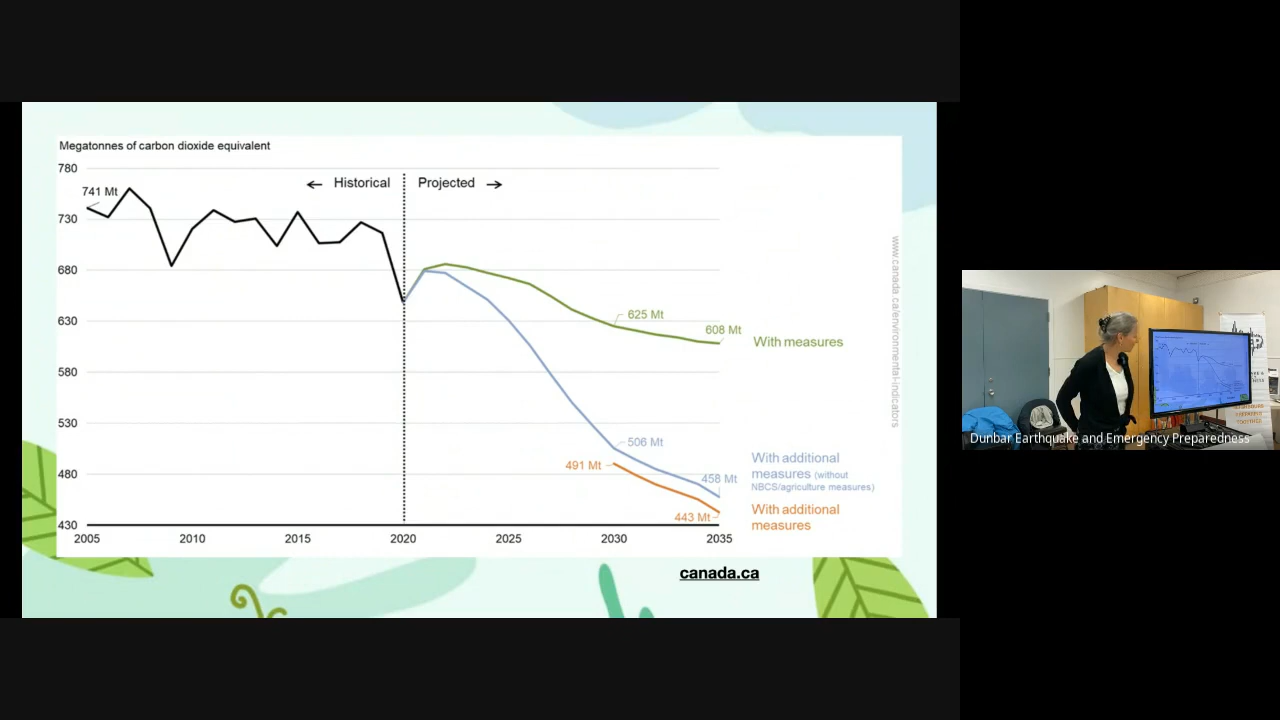 Megatonnes of carbon dioxide equivalent
780
741 Mt
← Historical
Projected →
730
680
630
625 Mt
608 Mt
With measures
580
530
506 Mt
491 Mt
480
458 Mt
With additional
measures (without
NBCS/agriculture measures)
443 Mt
With additional
measures
430
2005
2010
2015
2020
2025
2030
2035
www.canada.ca/environmental-indicators
canada.ca
Dunbar Earthquake and Emergency Preparedness